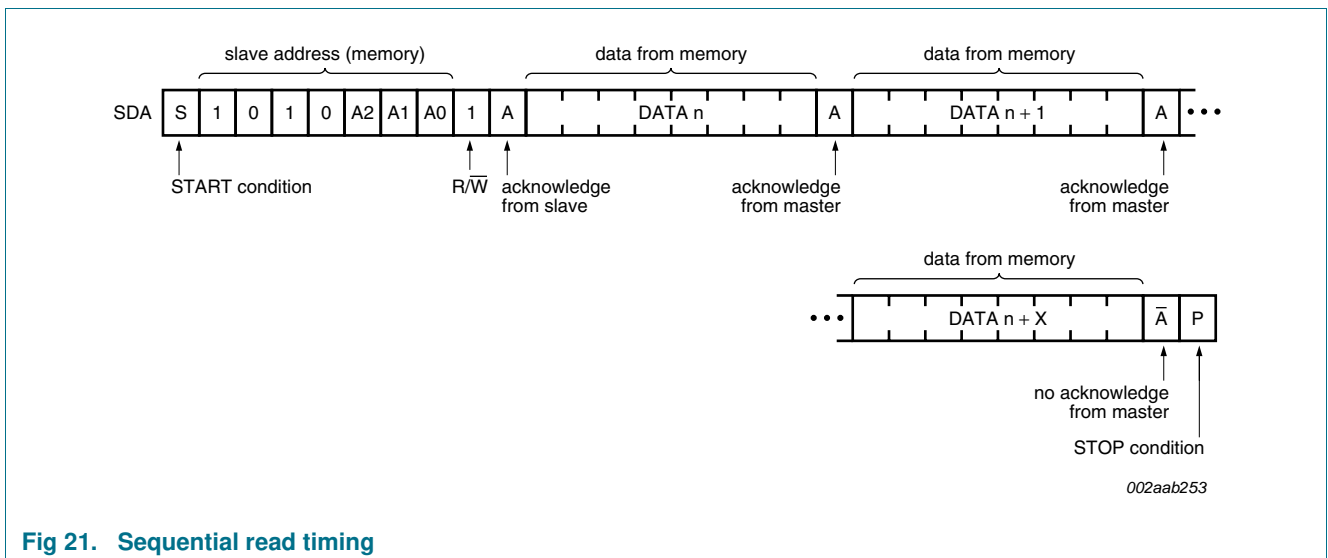 slave address (memory) data from memory data from memory
SDA S 1 0 1 0 A2 A1 A0 1 A DATA n A DATA n + 1 A •••
START condition R/W̅ acknowledge from slave acknowledge from master acknowledge from master
data from memory
••• DATA n + X A̅ P
no acknowledge
from master
STOP condition
002aab253
Fig 21. Sequential read timing